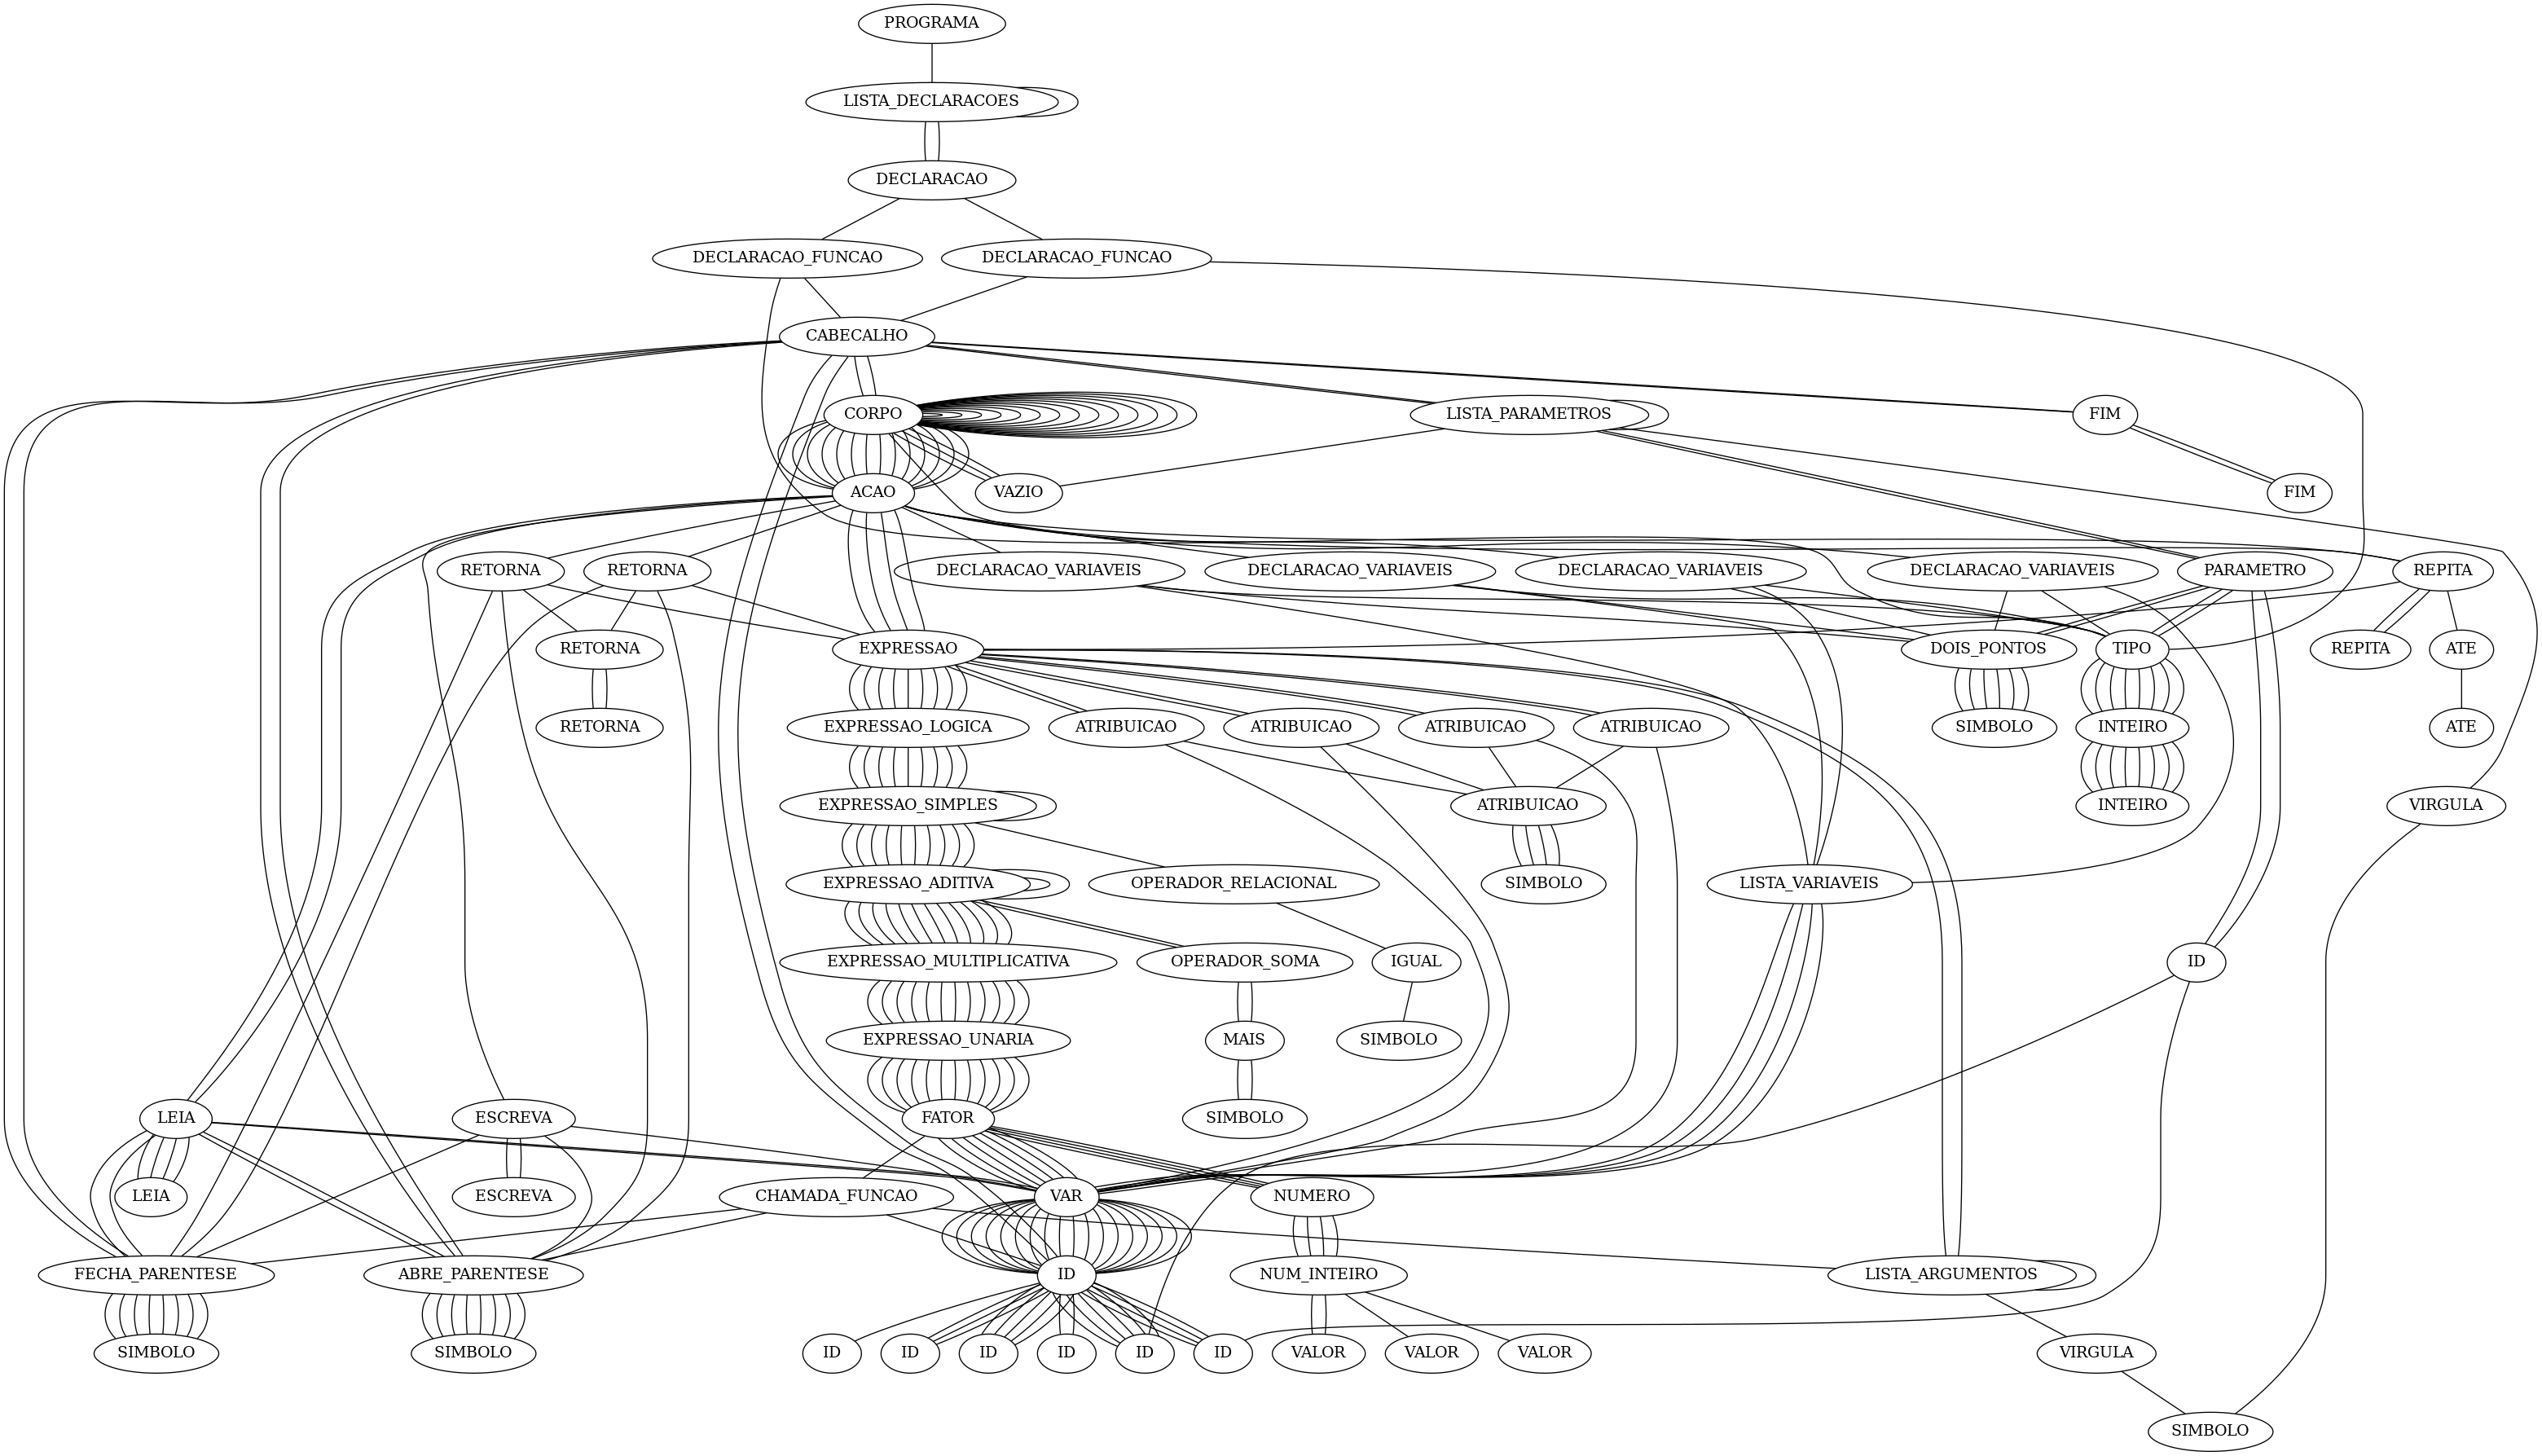 PROGRAMA
LISTA_DECLARACOES
DECLARACAO
DECLARACAO_FUNCAO
DECLARACAO_FUNCAO
CABECALHO
CORPO
LISTA_PARAMETROS
FIM
ACAO
VAZIO
FIM
RETORNA
RETORNA
DECLARACAO_VARIAVEIS
DECLARACAO_VARIAVEIS
DECLARACAO_VARIAVEIS
DECLARACAO_VARIAVEIS
PARAMETRO
REPITA
RETORNA
EXPRESSAO
DOIS_PONTOS
TIPO
REPITA
ATE
RETORNA
EXPRESSAO_LOGICA
ATRIBUICAO
ATRIBUICAO
ATRIBUICAO
ATRIBUICAO
SIMBOLO
INTEIRO
ATE
EXPRESSAO_SIMPLES
ATRIBUICAO
INTEIRO
VIRGULA
EXPRESSAO_ADITIVA
OPERADOR_RELACIONAL
SIMBOLO
LISTA_VARIAVEIS
EXPRESSAO_MULTIPLICATIVA
OPERADOR_SOMA
IGUAL
ID
EXPRESSAO_UNARIA
MAIS
SIMBOLO
LEIA
ESCREVA
FATOR
SIMBOLO
LEIA
ESCREVA
CHAMADA_FUNCAO
VAR
NUMERO
FECHA_PARENTESE
ABRE_PARENTESE
ID
NUM_INTEIRO
LISTA_ARGUMENTOS
SIMBOLO
SIMBOLO
ID
ID
ID
ID
ID
ID
VALOR
VALOR
VALOR
VIRGULA
SIMBOLO